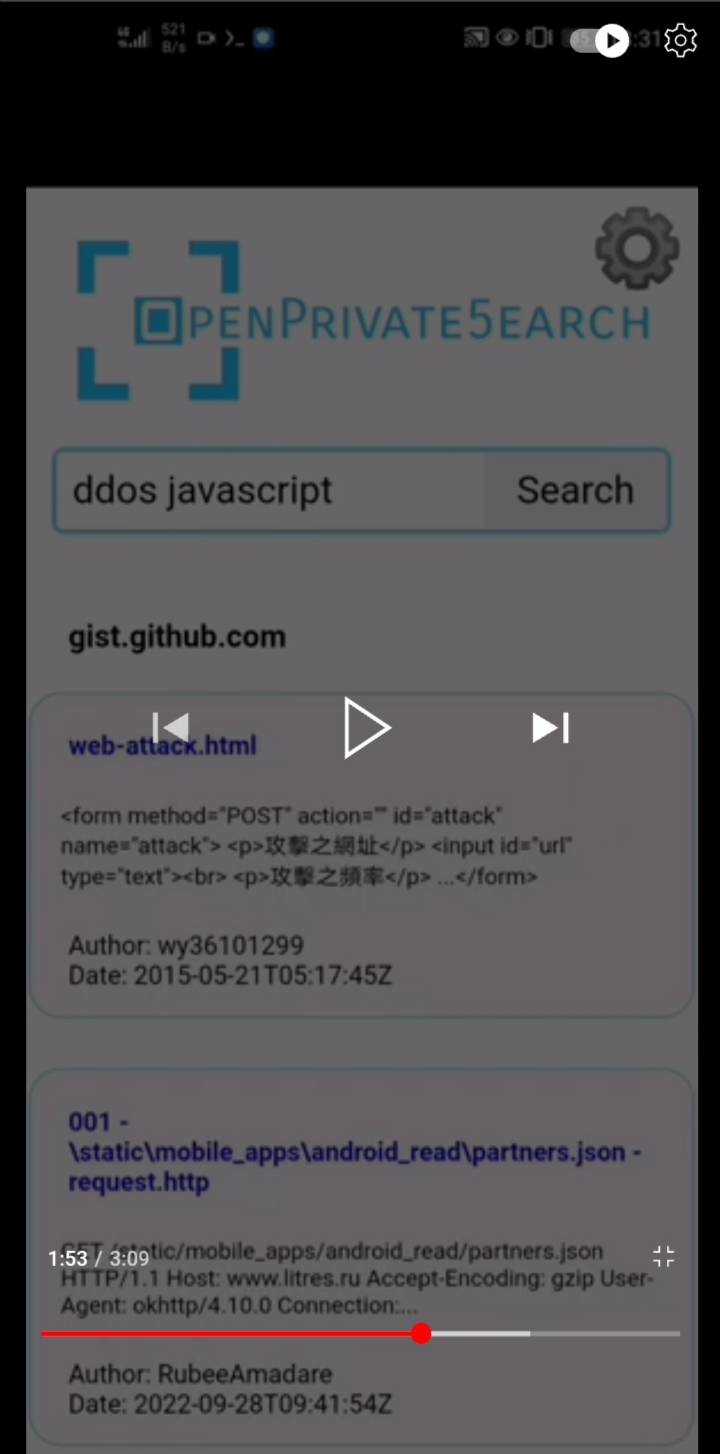 521
B/s
:31
OPENPRIVATESEARCH
ddos javascript
Search
gist.github.com
web-attack.html
<form method="POST" action="" id="attack"
name="attack"> <p>攻擊之網址</p> <input id="url"
type="text"><br> <p>攻擊之頻率</p> ...</form>
Author: wy36101299
Date: 2015-05-21T05:17:45Z
001 -
\static\mobile_apps\android_read\partners.json -
request.http
GET /static/mobile_apps/android_read/partners.json
1:53 / 3:09
HTTP/1.1 Host: www.litres.ru Accept-Encoding: gzip User-
Agent: okhttp/4.10.0 Connection:...
Author: RubeeAmadare
Date: 2022-09-28T09:41:54Z